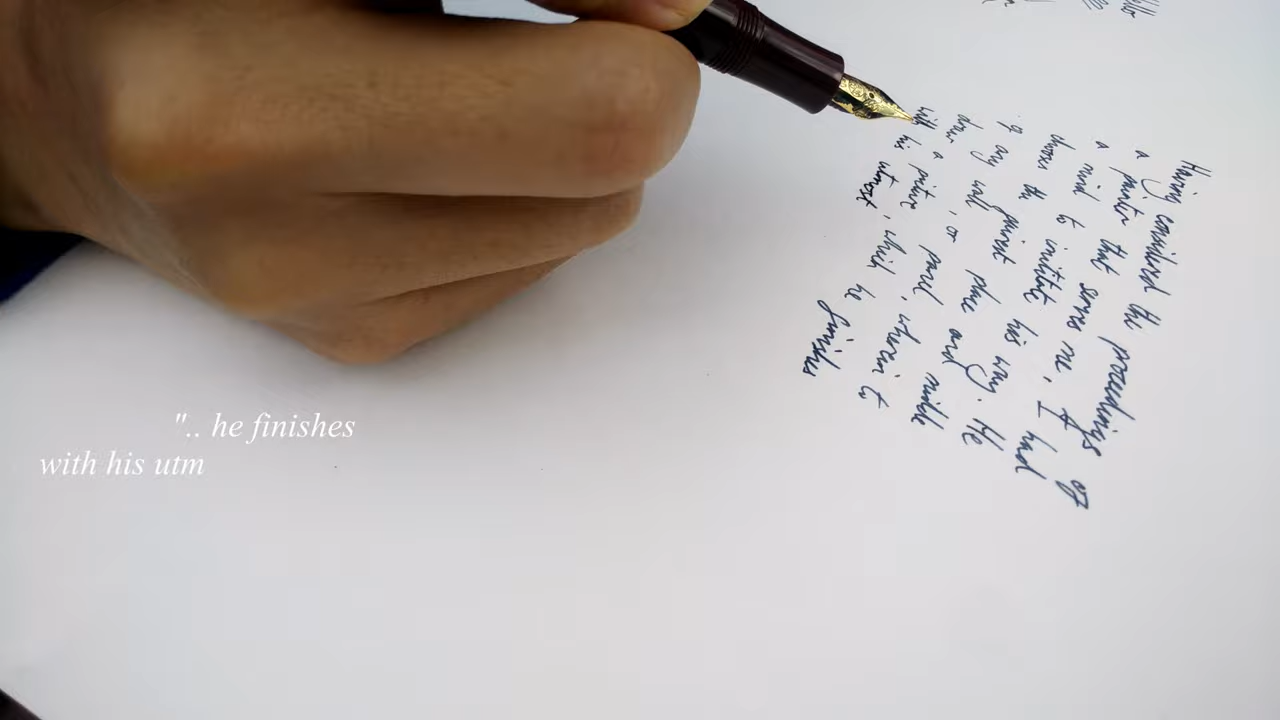 Having considered the proceedings of
a painter that serves me, I had
a mind to imitate his way. He
chooses the fairest place and middle
of any wall, or panel, wherein to
draw a picture, which he finishes
with his utmost
".. he finishes
with his utm